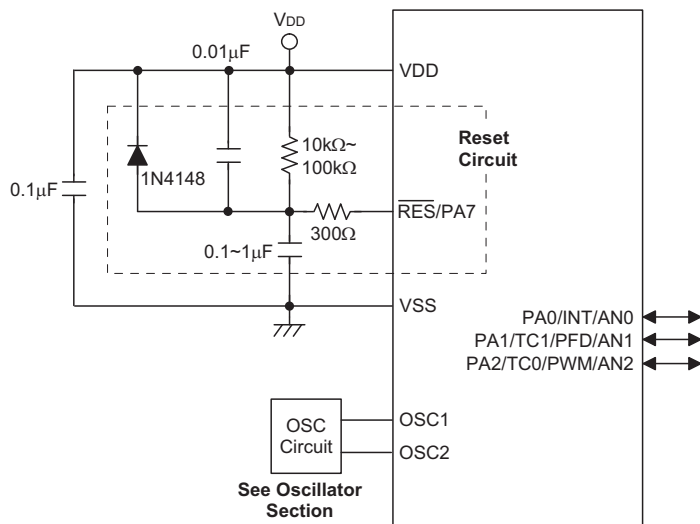 VDD
0.01μF
VDD
Reset
Circuit
10kΩ~
100kΩ
1N4148
0.1μF
RES/PA7
300Ω
0.1~1μF
VSS
PA0/INT/AN0
PA1/TC1/PFD/AN1
PA2/TC0/PWM/AN2
OSC1
OSC
Circuit
OSC2
See Oscillator
Section